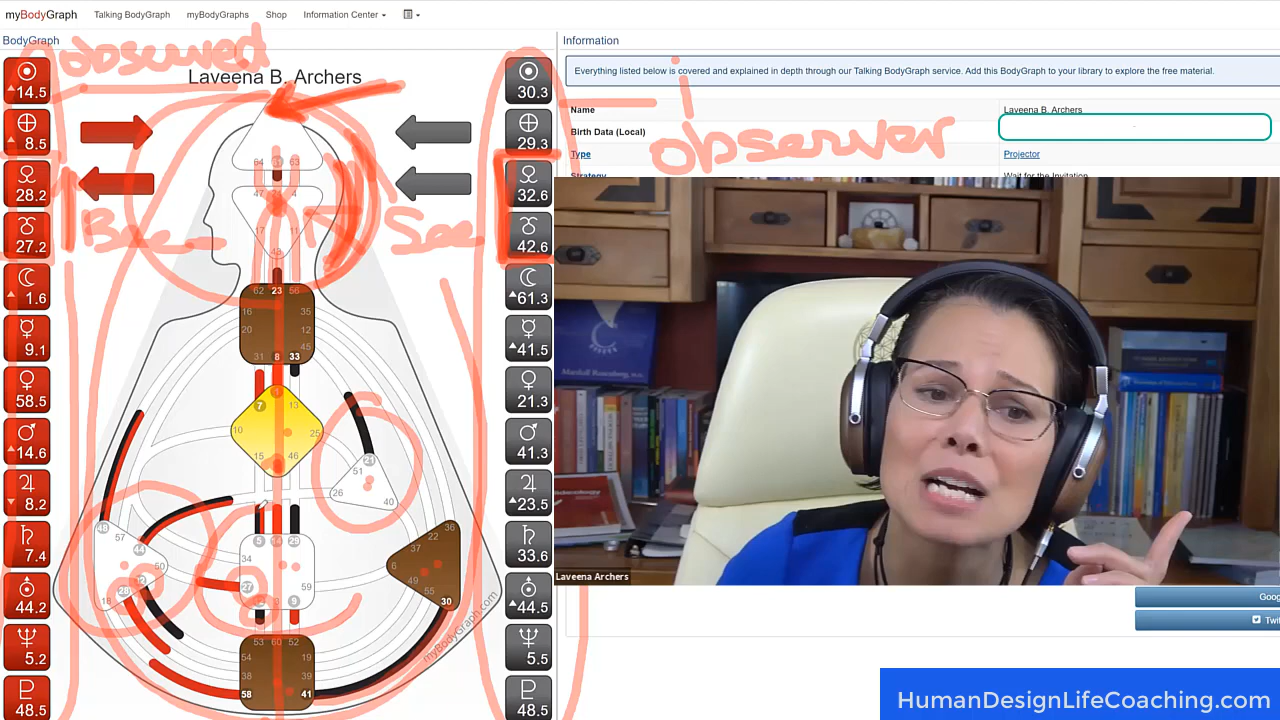 myBodyGraph Talking BodyGraph myBodyGraphs Shop Information Center
BodyGraph
Information
observed
Laveena B. Archers
Everything listed below is covered and explained in depth through our Talking BodyGraph service. Add this BodyGraph to your library to explore the free material.
Name Laveena B. Archers
Birth Data (Local)
Type Projector
Strategy Wait for the Invitation
observer
Bee
See
14.5
8.5
28.2
27.2
1.6
9.1
58.5
14.6
8.2
7.4
44.2
5.2
48.5
64 63
47 4
17 11
43
62 23 56
16 35
20 12
45
31 8 33
7 13
10 25
15 46
21
51
26 40
48
57
44
50
28
18
5 14 29
34
27 59
9
53 60 52
54 19
38 39
58 41
36
22
37
6
49
55
30
myBodyGraph.com
30.3
29.3
32.6
42.6
61.3
41.5
21.3
41.3
23.5
33.6
44.5
5.5
48.5
Marshall Rosenberg
Laveena Archers
Goog
Twi
HumanDesignLifeCoaching.com